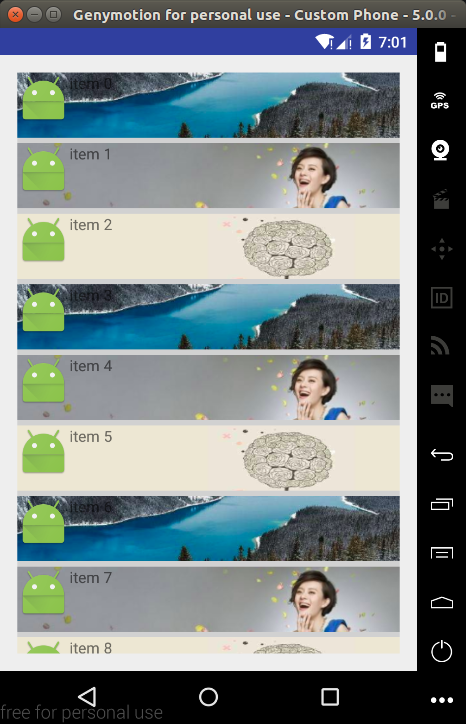 Genymotion for personal use - Custom Phone - 5.0.0 -
7:01
GPS
item 0
item 1
item 2
item 3
item 4
ID
item 5
item 6
item 7
item 8
free for personal use